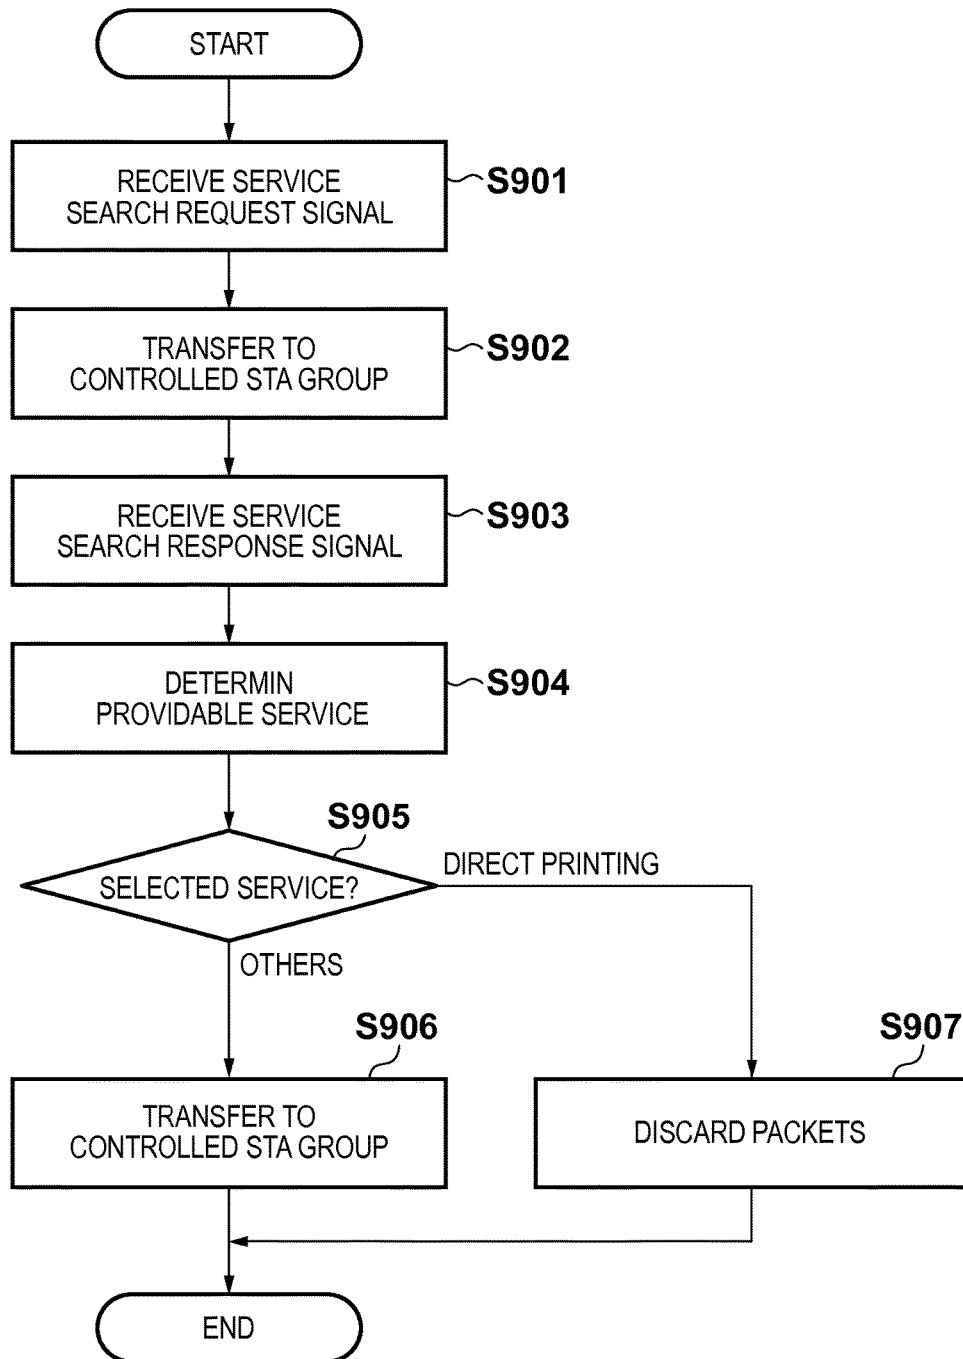 START
RECEIVE SERVICE
SEARCH REQUEST SIGNAL
S901
TRANSFER TO
CONTROLLED STA GROUP
S902
RECEIVE SERVICE
SEARCH RESPONSE SIGNAL
S903
DETERMIN
PROVIDABLE SERVICE
S904
S905
SELECTED SERVICE?
DIRECT PRINTING
OTHERS
S906
TRANSFER TO
CONTROLLED STA GROUP
S907
DISCARD PACKETS
END